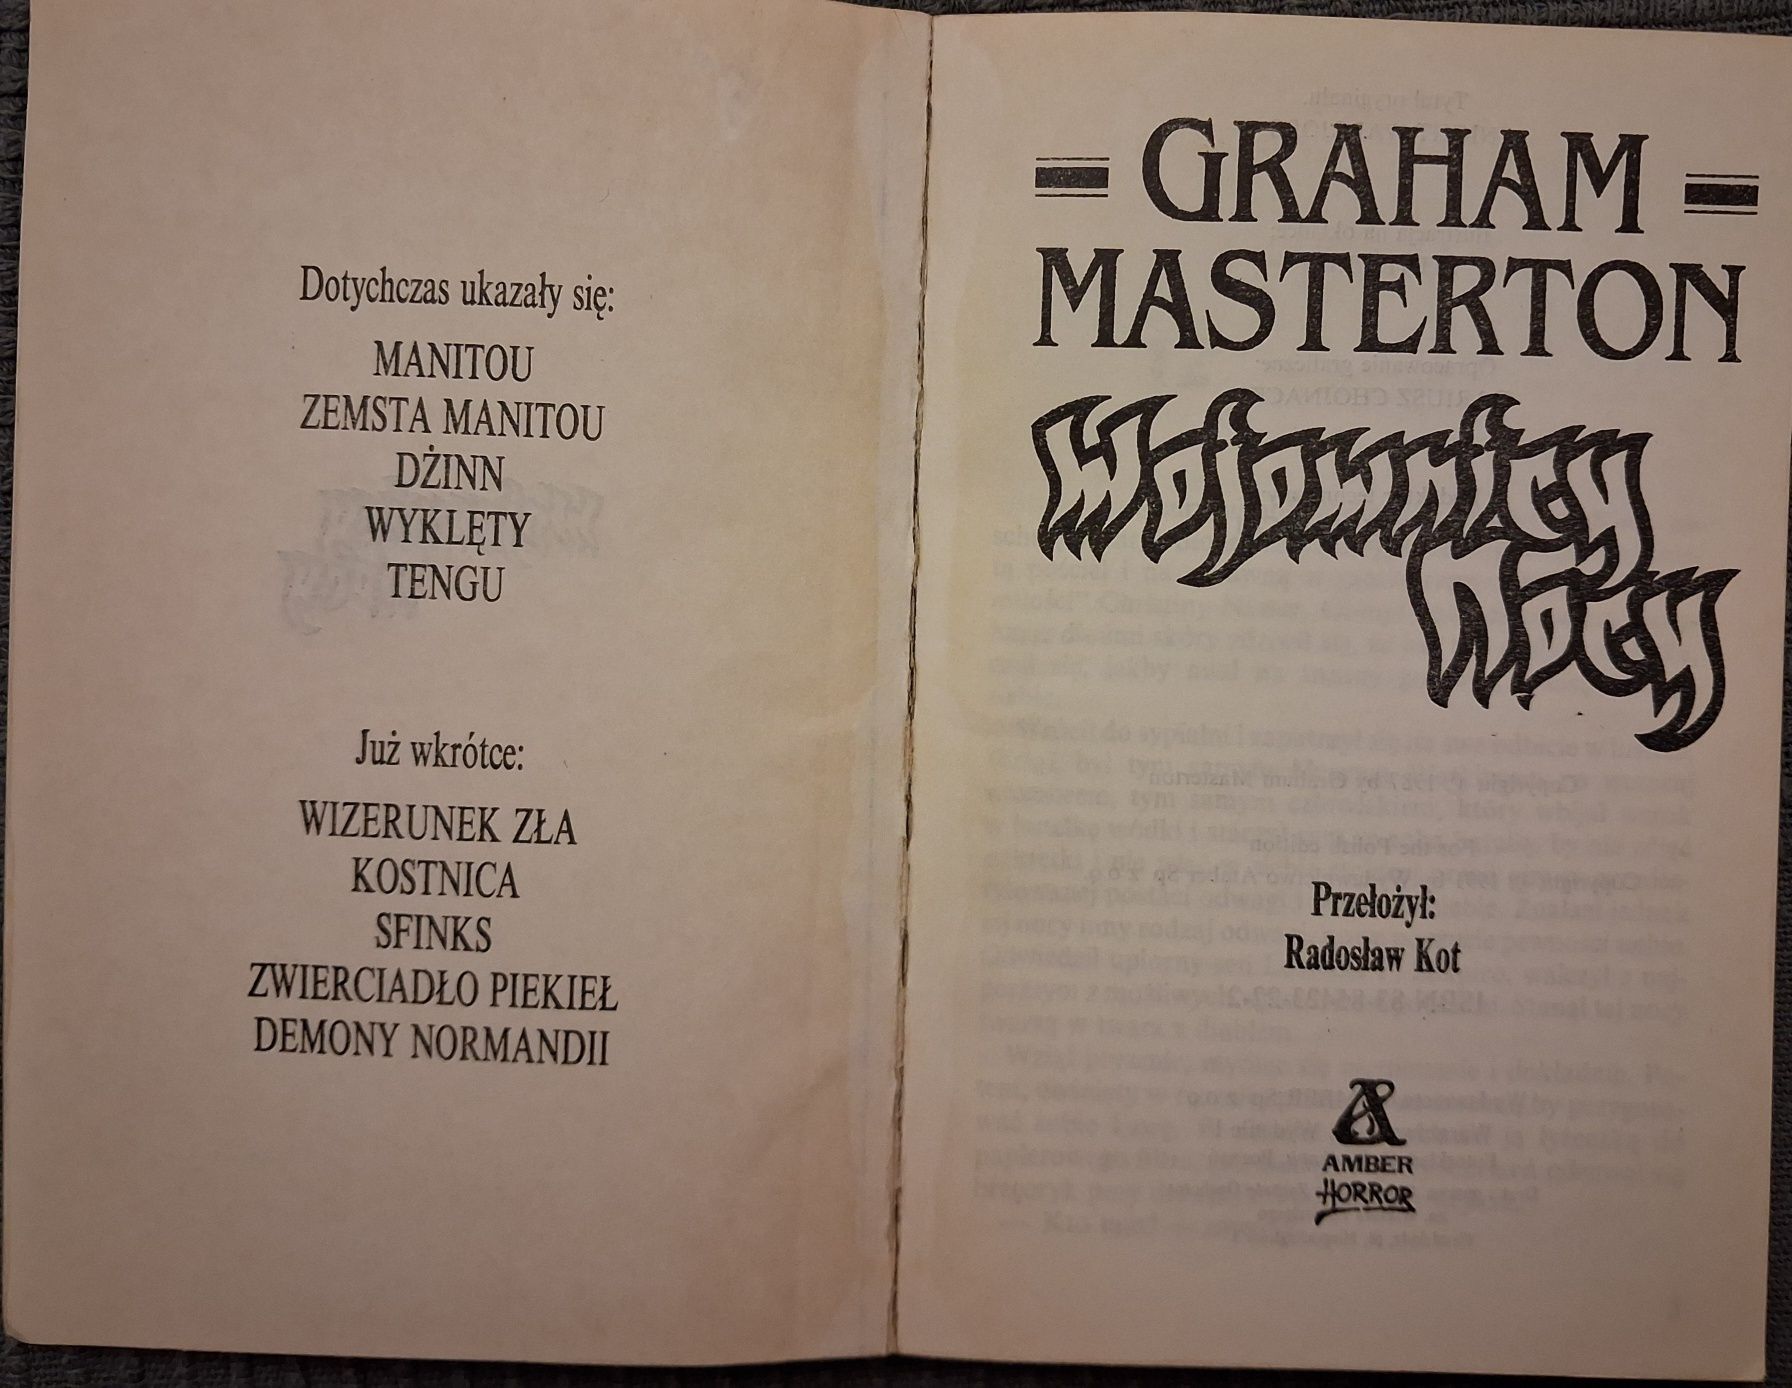 Dotychczas ukazały się:
MANITOU
ZEMSTA MANITOU
DŻINN
WYKLĘTY
TENGU
Już wkrótce:
WIZERUNEK ZŁA
KOSTNICA
SFINKS
ZWIERCIADŁO PIEKIEŁ
DEMONY NORMANDII
GRAHAM
MASTERTON
Wojownicy
Nocy
Przełożył:
Radosław Kot
A
AMBER
HORROR